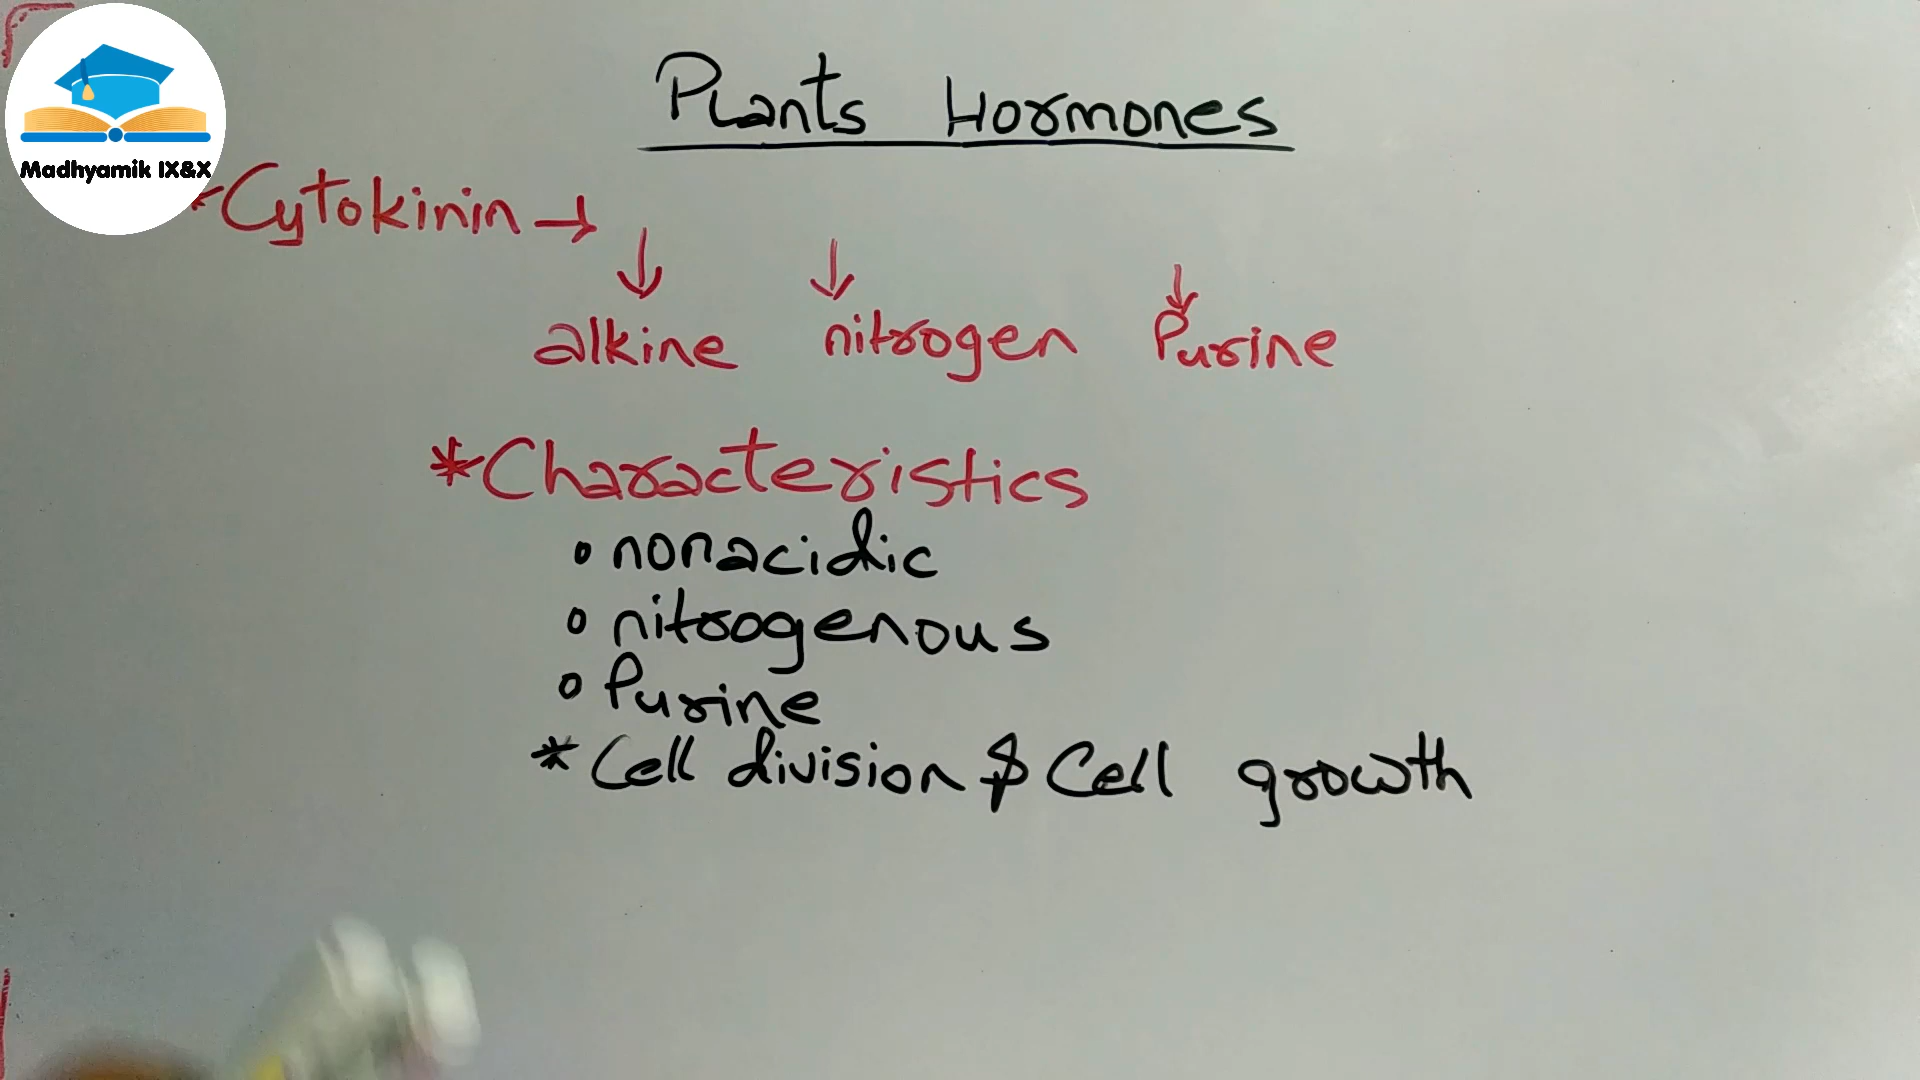 Plants Hormones
Madhyamik IX&X
*Cytokinin →
↓ ↓ ↓
alkine nitrogen Purine
*Characteristics
• nonacidic
• nitrogenous
• Purine
* Cell division & Cell growth